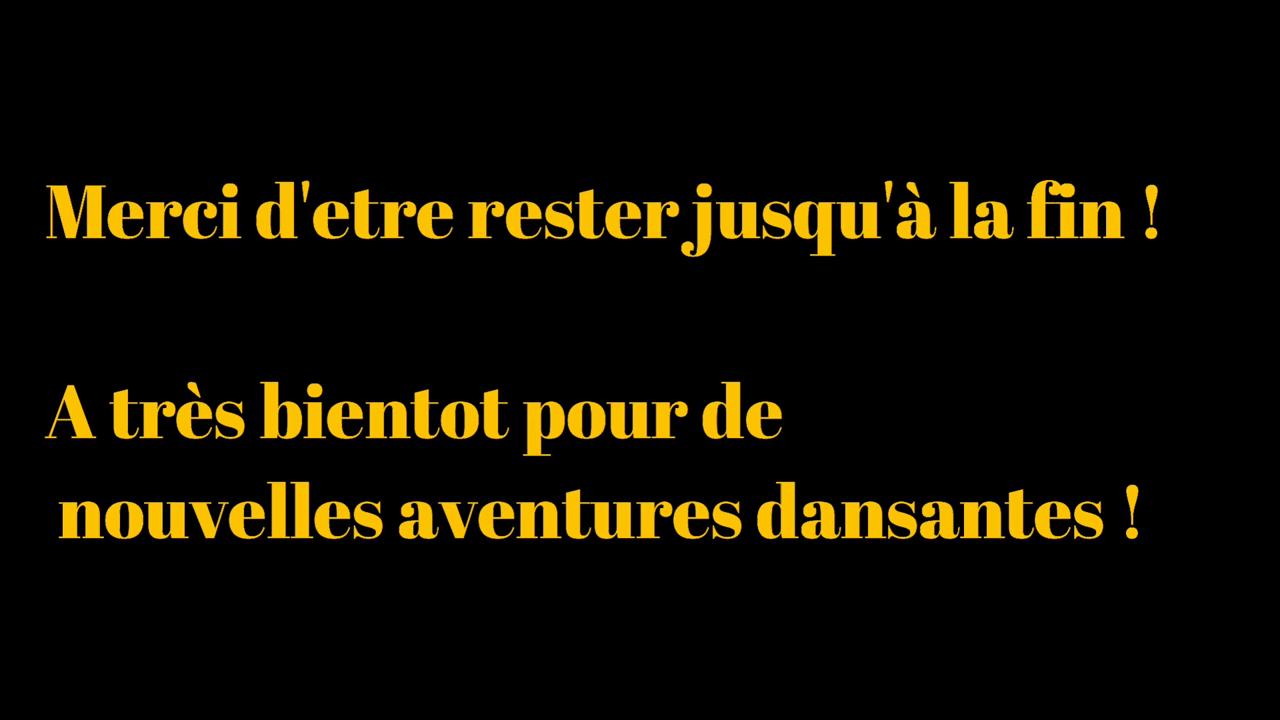 Merci d'etre rester jusqu'à la fin !
A très bientot pour de
nouvelles aventures dansantes !